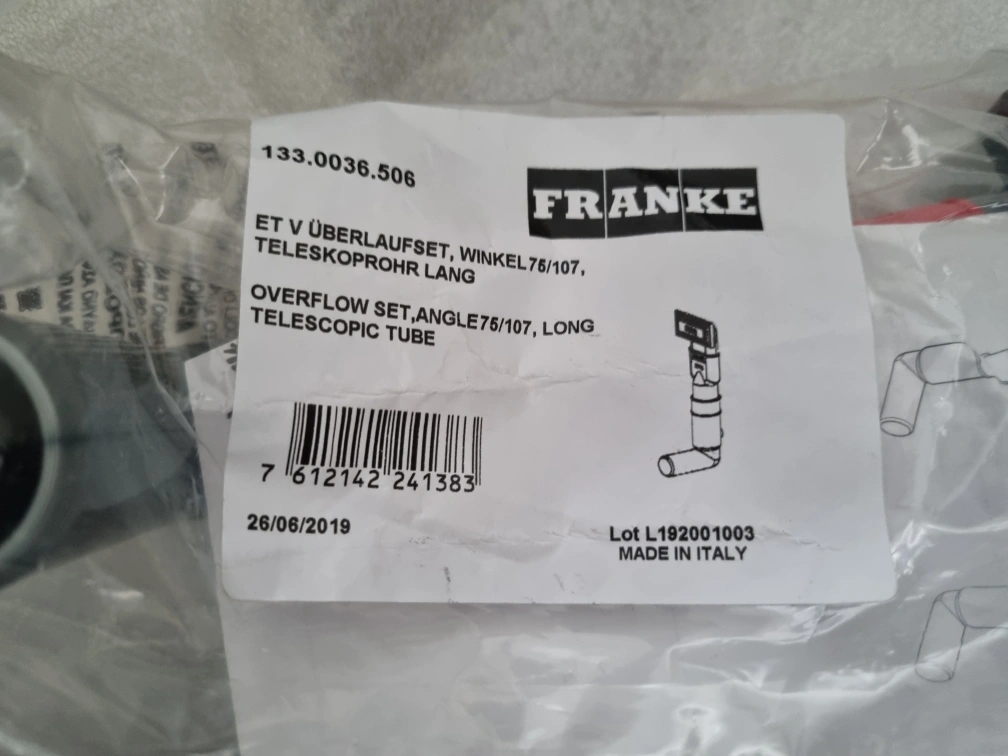 133.0036.506
FRANKE
ET V ÜBERLAUFSET, WINKEL75/107,
TELESKOPROHR LANG
OVERFLOW SET,ANGLE75/107, LONG
TELESCOPIC TUBE
7 612142 241383
26/06/2019
Lot L192001003
MADE IN ITALY